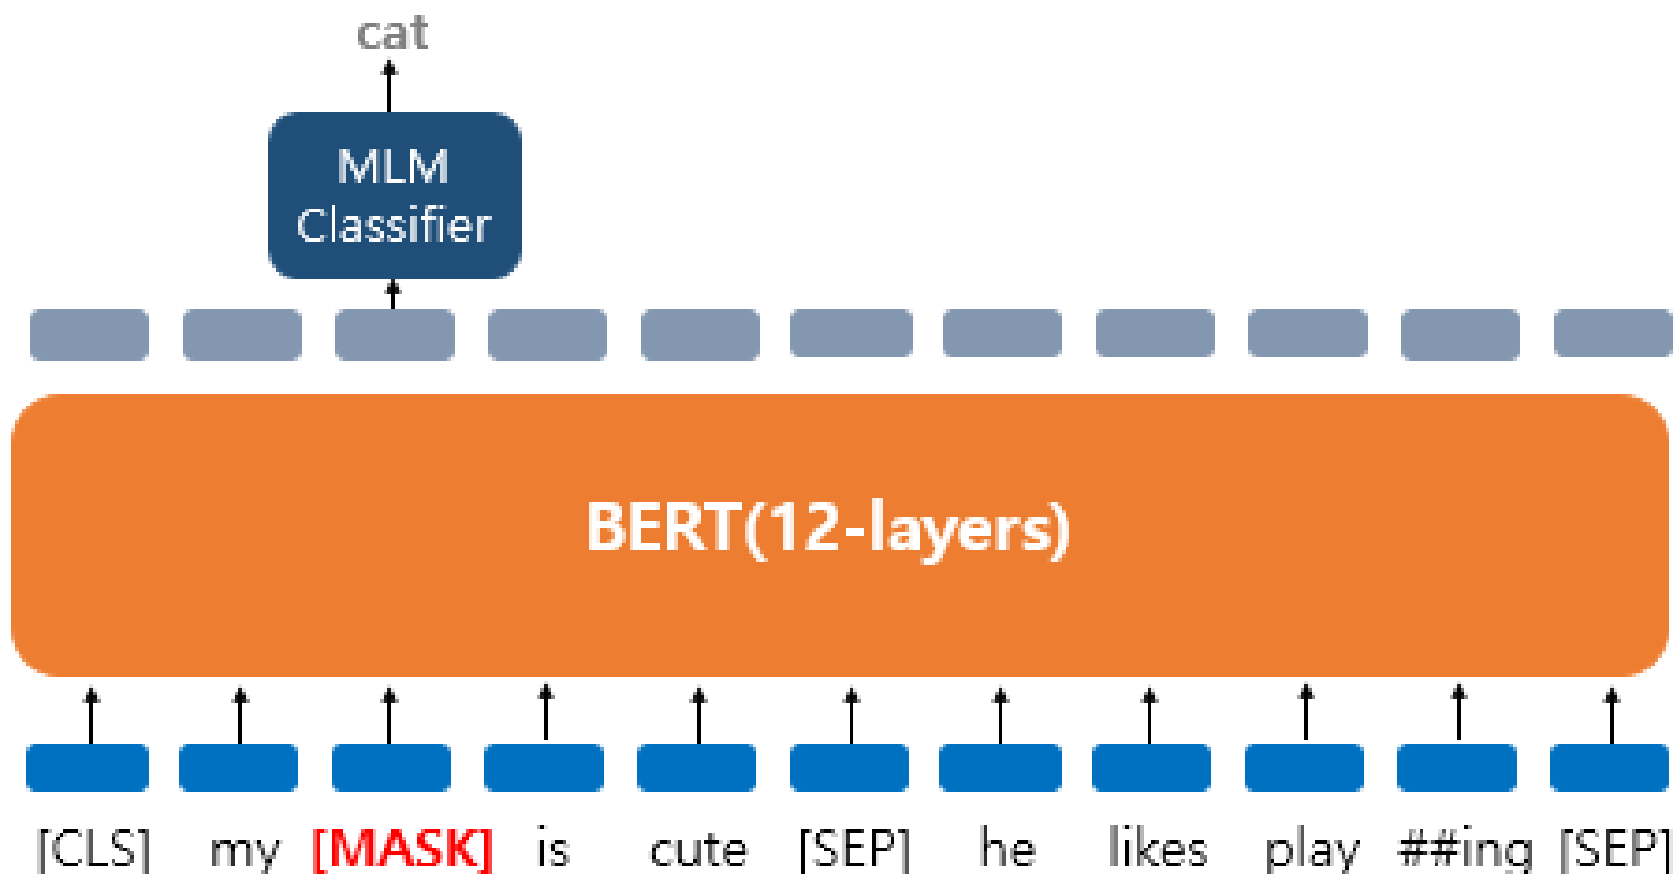 cat
MLM
Classifier
BERT(12-layers)
[CLS] my [MASK] is cute [SEP] he likes play ##ing [SEP]